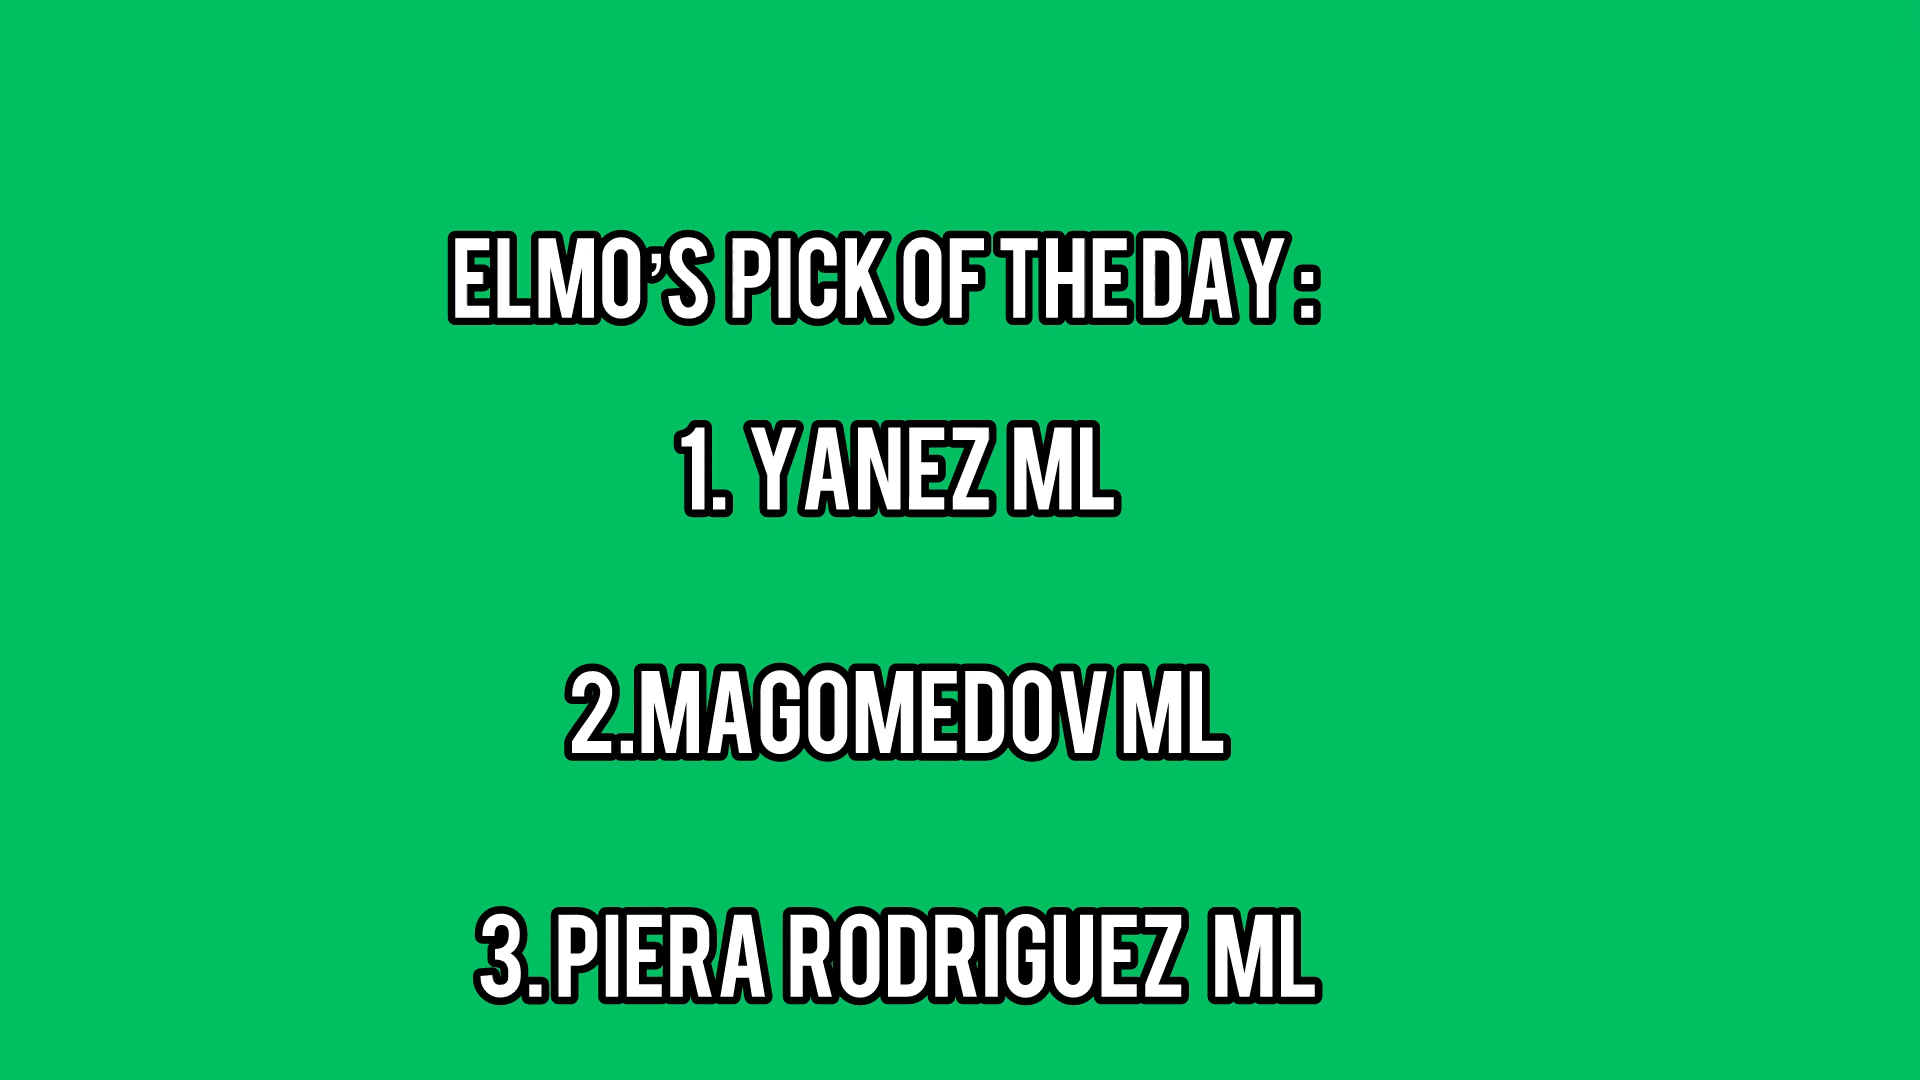 ELMO’S PICK OF THE DAY:
1. YANEZ ML
2.MAGOMEDOV ML
3.PIERA RODRIGUEZ ML